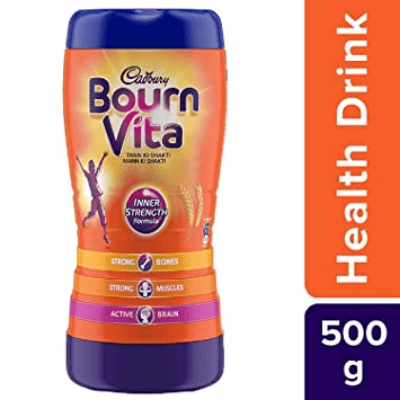 Cadbury
Bourn
Vita
TANN KI SHAKTI
MANN KI SHAKTI
INNER
STRENGTH
Formula
STRONG BONES
STRONG MUSCLES
ACTIVE BRAIN
Health Drink
500
g